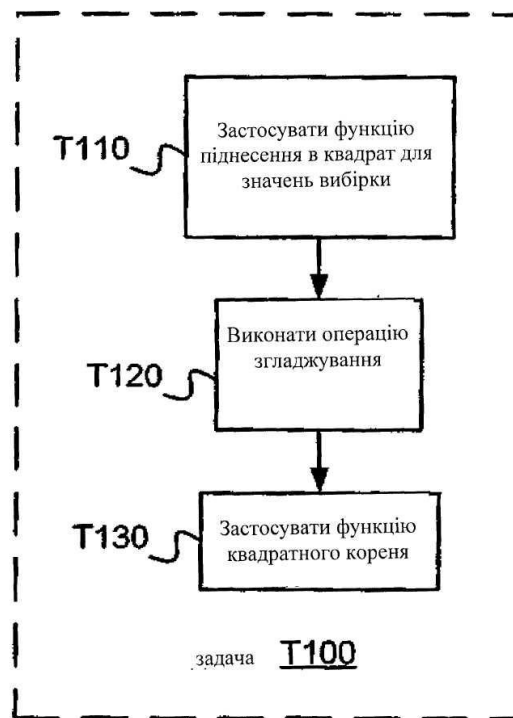 T110
Застосувати функцію
піднесення в квадрат для
значень вибірки
T120
Виконати операцію
згладжування
T130
Застосувати функцію
квадратного кореня
задача T100